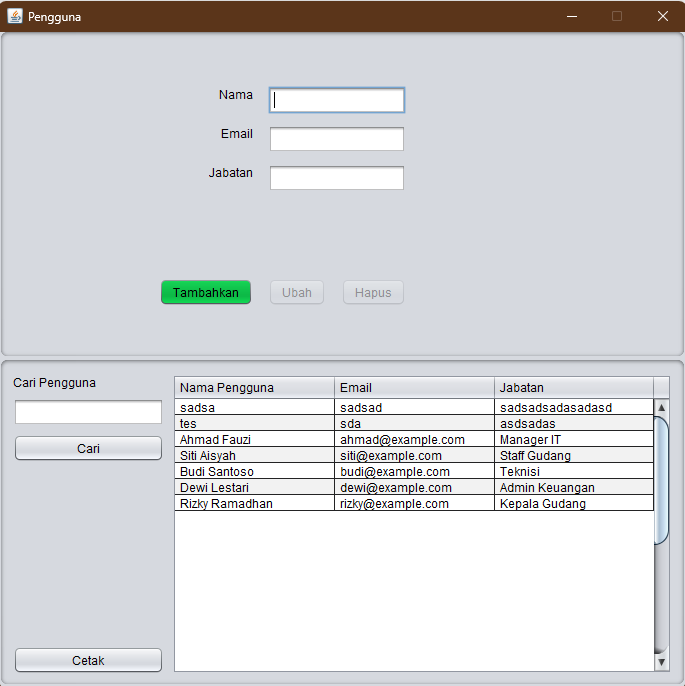 Pengguna
Nama
Email
Jabatan
Tambahkan Ubah Hapus
Cari Pengguna
Cari
Cetak
Nama Pengguna Email Jabatan
sadsa sadsad sadsadsadasadasd
tes sda asdsadas
Ahmad Fauzi ahmad@example.com Manager IT
Siti Aisyah siti@example.com Staff Gudang
Budi Santoso budi@example.com Teknisi
Dewi Lestari dewi@example.com Admin Keuangan
Rizky Ramadhan rizky@example.com Kepala Gudang